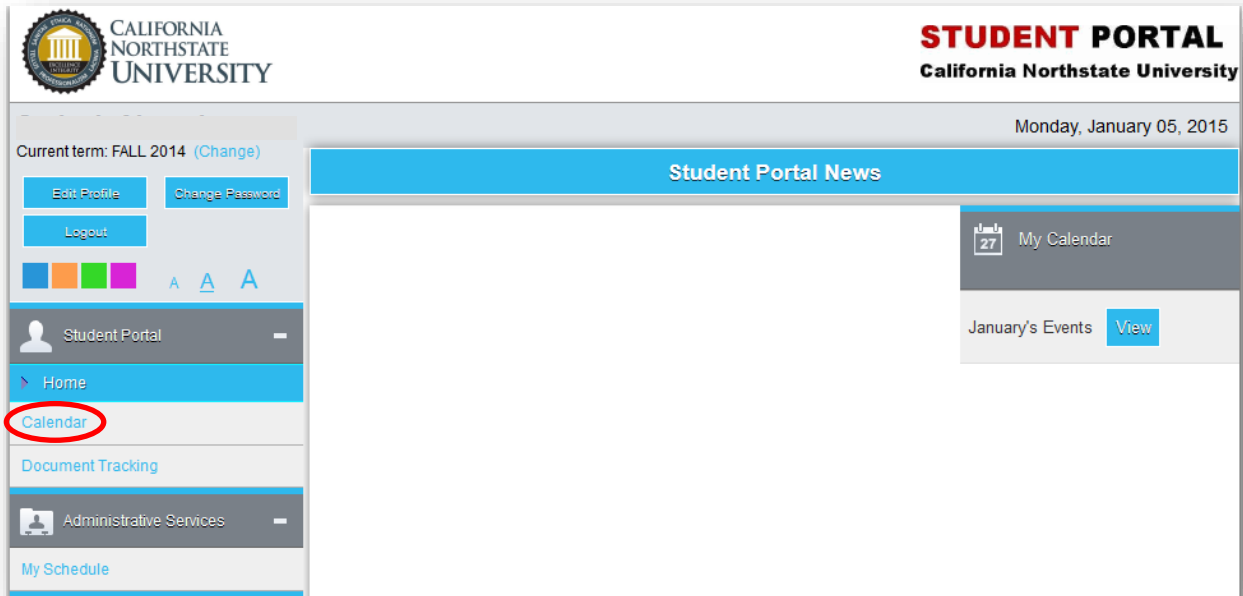 CALIFORNIA
NORTHSTATE
UNIVERSITY
STUDENT PORTAL
California Northstate University
Monday, January 05, 2015
Current term: FALL 2014 (Change)
Edit Profile
Change Password
Logout
A A A
Student Portal News
27
My Calendar
January's Events
View
Student Portal
Home
Calendar
Document Tracking
Administrative Services
My Schedule